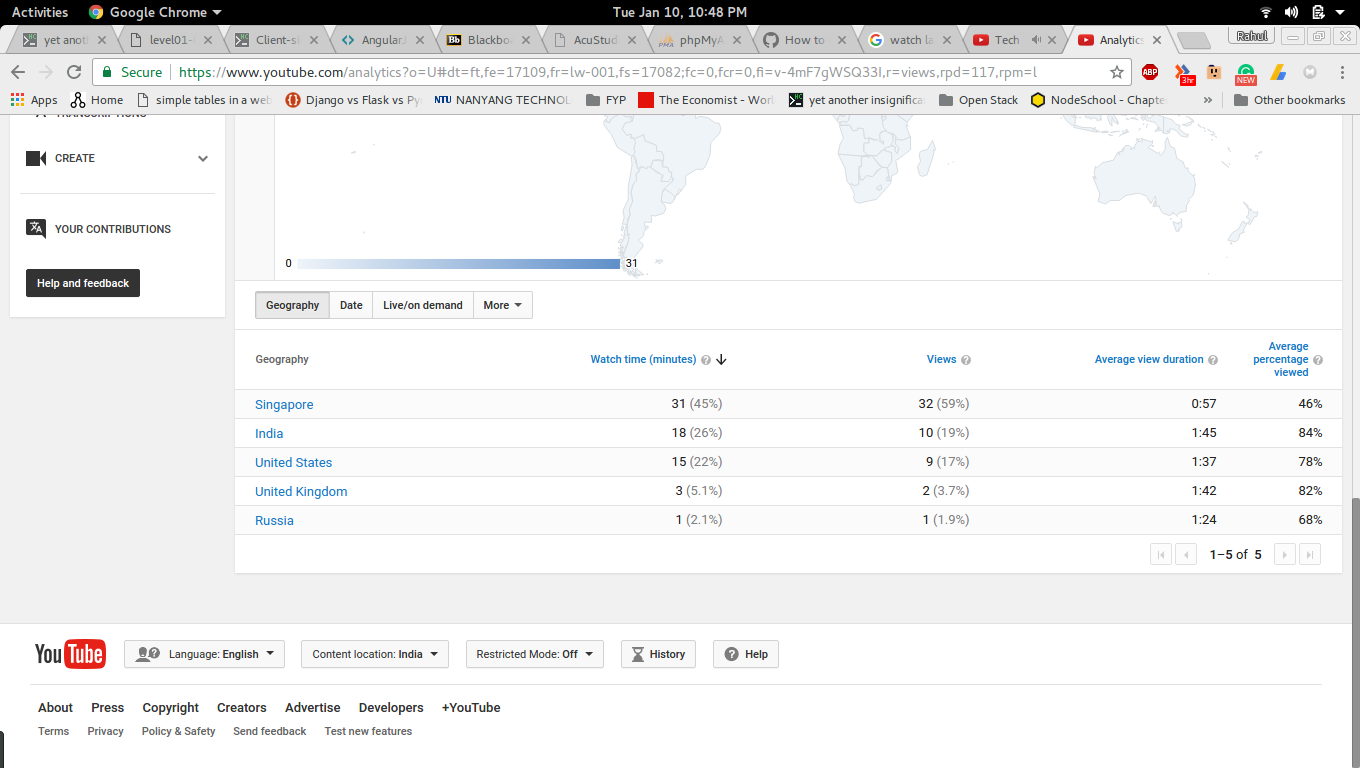 Activities Google Chrome Tue Jan 10, 10:48 PM
yet anoth level01- Client-si AngularJ Blackboa AcuStuda phpMyA How to watch la Tech Analytics Rahul
Secure https://www.youtube.com/analytics?o=U#dt=ft,fe=17109,fr=lw-001,fs=17082;fc=0,fcr=0,fi=v-4mF7gWSQ33I,r=views,rpd=117,rpm=l ABP 3hr NEW
Apps Home simple tables in a web Django vs Flask vs Py NTU NANYANG TECHNOL FYP The Economist - Worl yet another insignifica Open Stack NodeSchool - Chapte » Other bookmarks
TRANSCRIPTIONS
CREATE
YOUR CONTRIBUTIONS
Help and feedback
0 31
Geography Date Live/on demand More
Geography Watch time (minutes) Views Average view duration Average percentage viewed
Singapore 31 (45%) 32 (59%) 0:57 46%
India 18 (26%) 10 (19%) 1:45 84%
United States 15 (22%) 9 (17%) 1:37 78%
United Kingdom 3 (5.1%) 2 (3.7%) 1:42 82%
Russia 1 (2.1%) 1 (1.9%) 1:24 68%
1–5 of 5
YouTube Language: English Content location: India Restricted Mode: Off History Help
About Press Copyright Creators Advertise Developers +YouTube
Terms Privacy Policy & Safety Send feedback Test new features